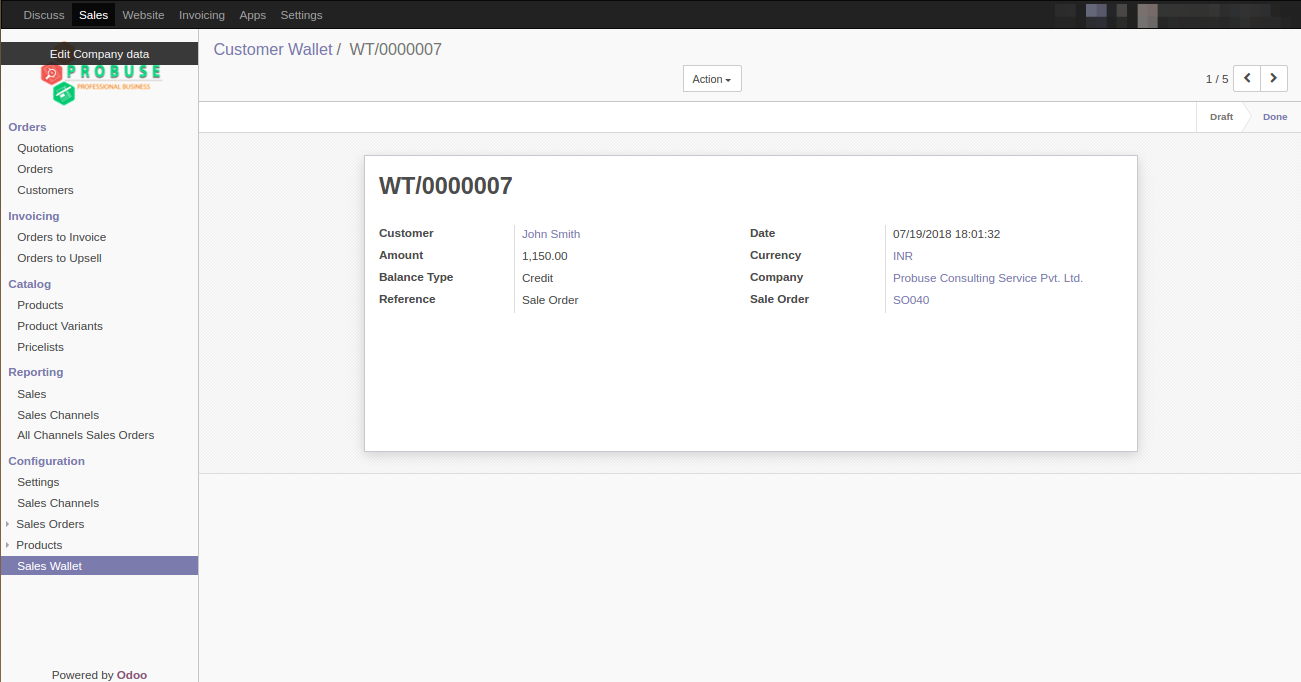 Discuss Sales Website Invoicing Apps Settings
Edit Company data
PROBUSE
PROFESSIONAL BUSINESS
Customer Wallet / WT/0000007
Action
1 / 5
Draft Done
Orders
Quotations
Orders
Customers
Invoicing
Orders to Invoice
Orders to Upsell
Catalog
Products
Product Variants
Pricelists
Reporting
Sales
Sales Channels
All Channels Sales Orders
Configuration
Settings
Sales Channels
Sales Orders
Products
Sales Wallet
Powered by Odoo
WT/0000007
Customer John Smith
Amount 1,150.00
Balance Type Credit
Reference Sale Order
Date 07/19/2018 18:01:32
Currency INR
Company Probuse Consulting Service Pvt. Ltd.
Sale Order SO040